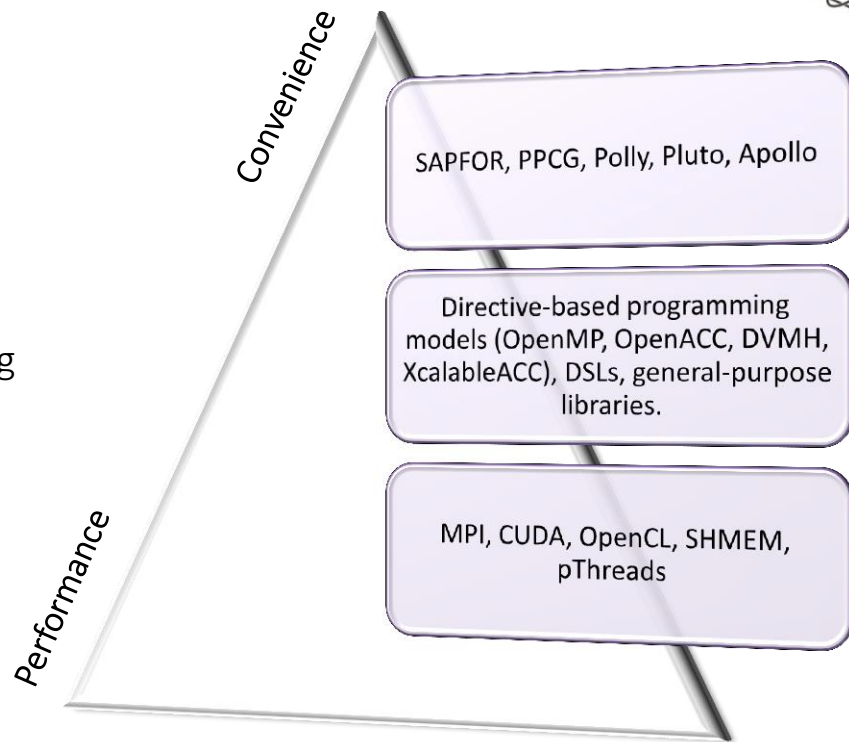 Convenience
SAPFOR, PPCG, Polly, Pluto, Apollo
Directive-based programming
models (OpenMP, OpenACC, DVMH,
XcalableACC), DSLs, general-purpose
libraries.
MPI, CUDA, OpenCL, SHMEM,
pThreads
Performance